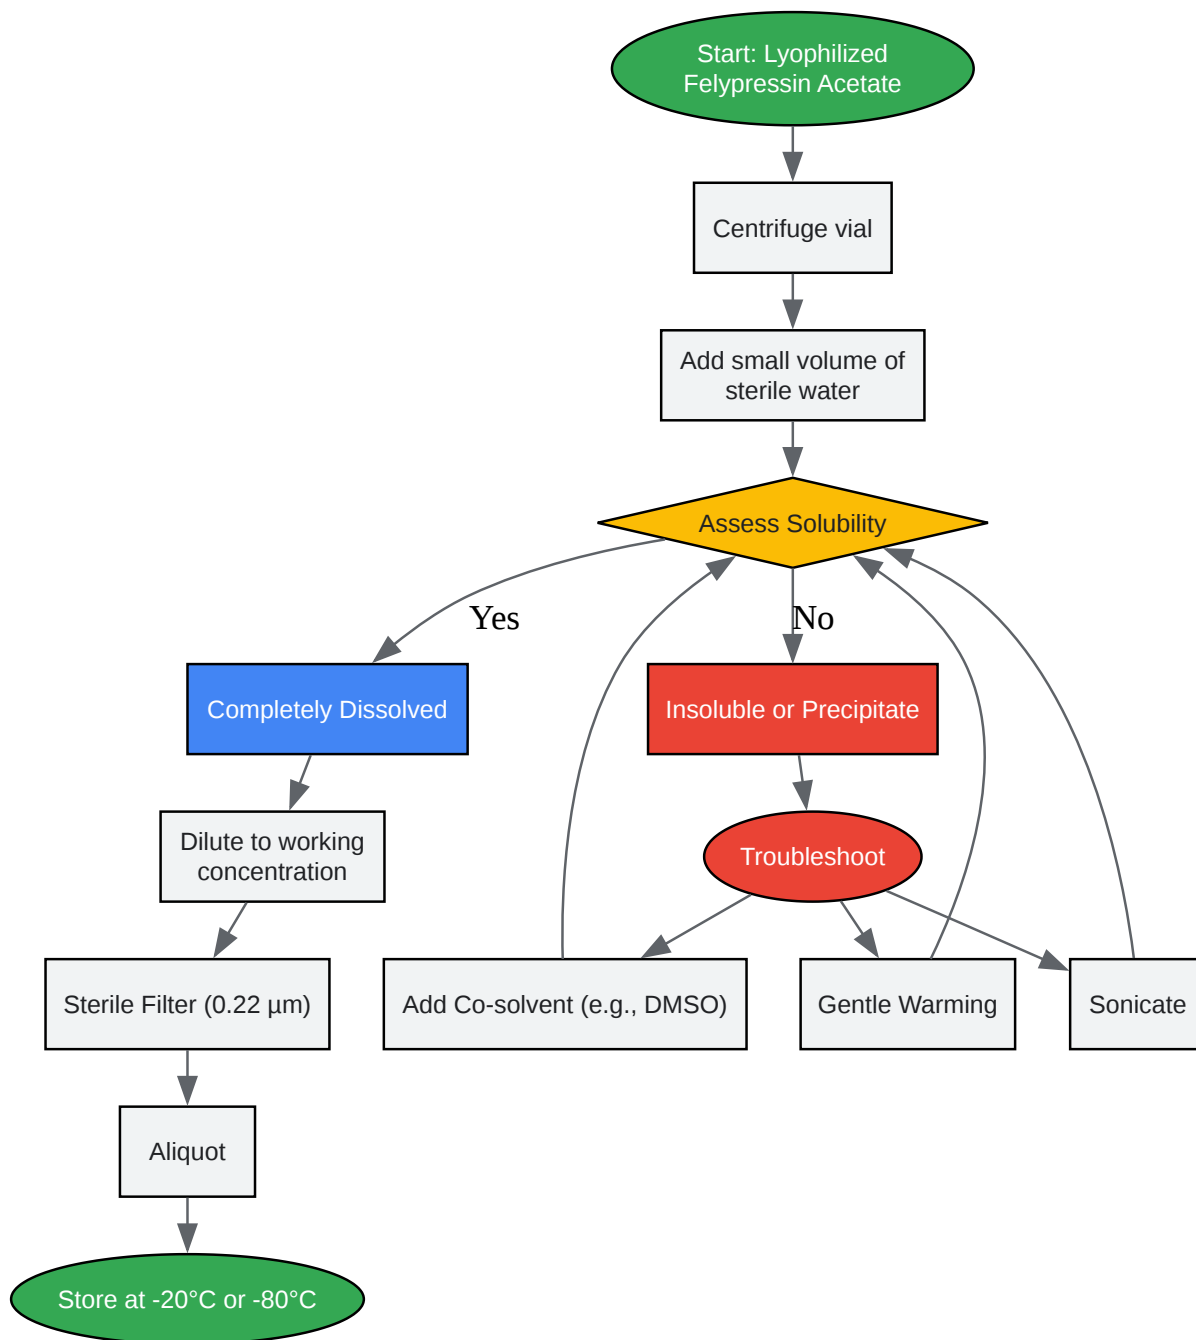 Start: Lyophilized
Felypressin Acetate
Centrifuge vial
Add small volume of
sterile water
Assess Solubility
Yes
No
Completely Dissolved
Insoluble or Precipitate
Dilute to working
concentration
Troubleshoot
Sterile Filter (0.22 µm)
Add Co-solvent (e.g., DMSO)
Gentle Warming
Sonicate
Aliquot
Store at -20°C or -80°C